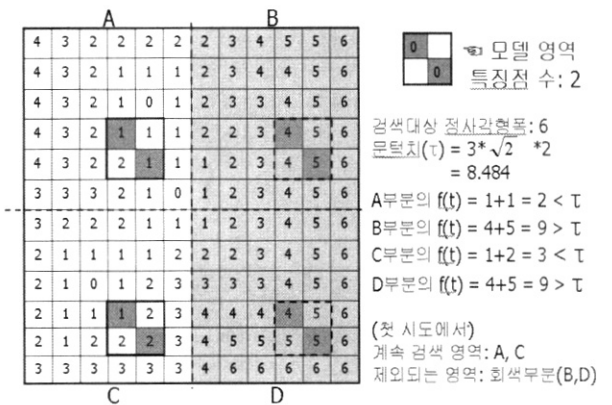 A B
4 3 2 2 2 2 2 3 4 5 5 6
4 3 2 1 1 1 2 3 4 4 5 6
4 3 2 1 0 1 2 3 3 4 5 6
4 3 2 1 1 1 2 2 3 4 5 6
4 3 2 2 1 1 1 2 3 4 5 6
3 3 3 2 1 0 1 2 3 4 5 6
3 2 2 2 1 1 1 2 3 4 5 6
2 1 1 1 1 2 2 2 3 4 5 6
2 1 0 1 2 3 3 3 3 4 5 6
2 1 1 1 2 3 4 4 4 4 5 6
2 1 2 2 2 3 4 5 5 5 5 6
3 3 3 3 3 3 4 6 6 6 6 6
C D
0
0
☜ 모델 영역
특징점 수: 2
검색대상 정사각형폭: 6
문턱치(τ) = 3*√2 *2
= 8.484
A부분의 f(t) = 1+1 = 2 < τ
B부분의 f(t) = 4+5 = 9 > τ
C부분의 f(t) = 1+2 = 3 < τ
D부분의 f(t) = 4+5 = 9 > τ
(첫 시도에서)
계속 검색 영역: A, C
제외되는 영역: 회색부분(B,D)